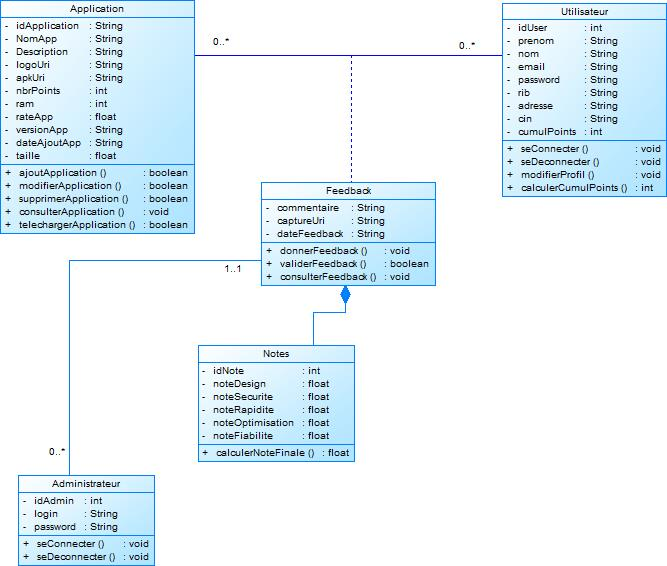 Application
- idApplication : String
- NomApp : String
- Description : String
- logoUri : String
- apkUri : String
- nbrPoints : int
- ram : int
- rateApp : float
- versionApp : String
- dateAjoutApp : String
- taille : float
+ ajoutApplication () : boolean
+ modifierApplication () : boolean
+ supprimerApplication () : boolean
+ consulterApplication () : void
+ telechargerApplication () : boolean
0..*
0..*
Utilisateur
- idUser : int
- prenom : String
- nom : String
- email : String
- password : String
- rib : String
- adresse : String
- cin : String
- cumulPoints : int
+ seConnecter () : void
+ seDeconnecter () : void
+ modifierProfil () : void
+ calculerCumulPoints () : int
Feedback
- commentaire : String
- captureUri : String
- dateFeedback : String
+ donnerFeedback () : void
+ validerFeedback () : boolean
+ consulterFeedback () : void
1..1
Notes
- idNote : int
- noteDesign : float
- noteSecurite : float
- noteRapidite : float
- noteOptimisation : float
- noteFiabilite : float
+ calculerNoteFinale () : float
0..*
Administrateur
- idAdmin : int
- login : String
- password : String
+ seConnecter () : void
+ seDeconnecter () : void